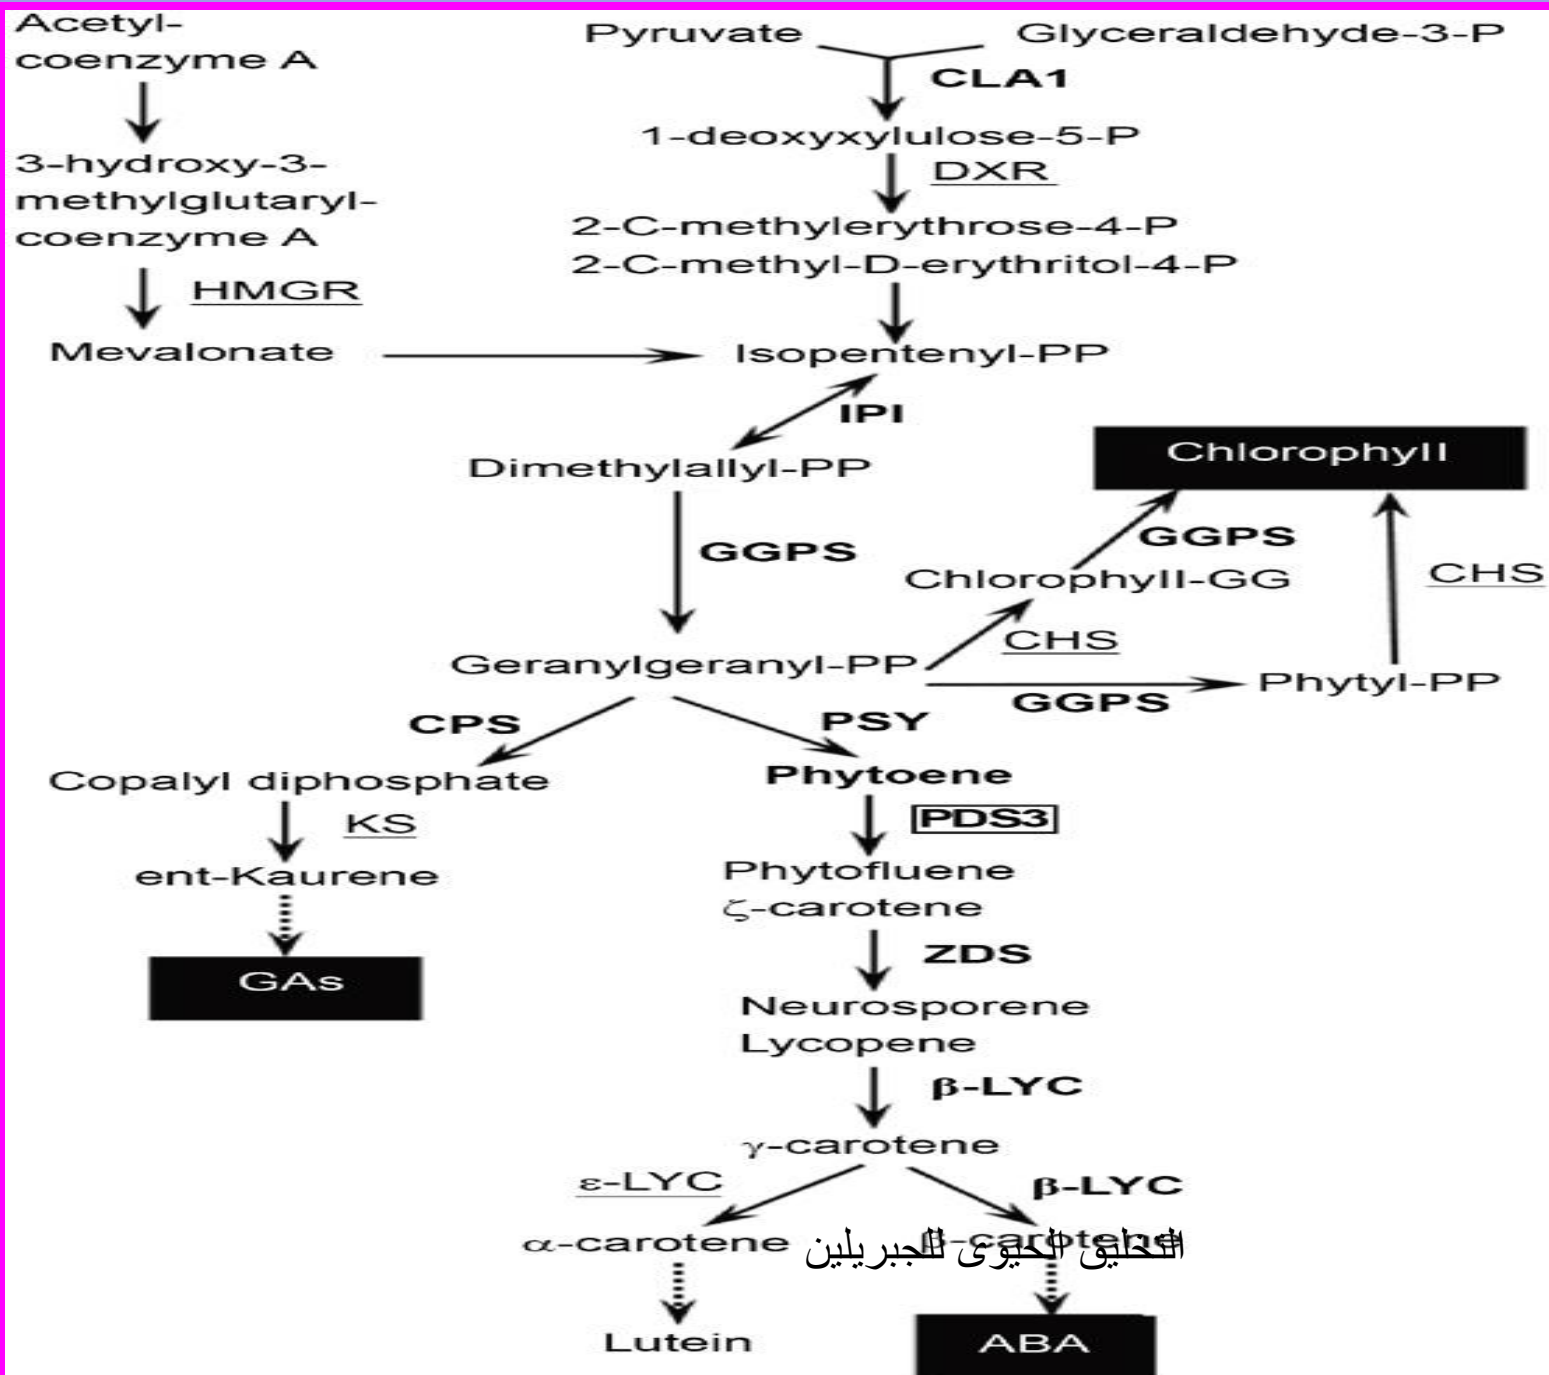 Acetyl-
coenzyme A
Pyruvate
Glyceraldehyde-3-P
CLA1
3-hydroxy-3-
methylglutaryl-
coenzyme A
1-deoxyxylulose-5-P
DXR
2-C-methylerythrose-4-P
2-C-methyl-D-erythritol-4-P
HMGR
Mevalonate
Isopentenyl-PP
IPI
Dimethylallyl-PP
Chlorophyll
GGPS
GGPS
Chlorophyll-GG
CHS
CHS
Geranylgeranyl-PP
GGPS
Phytyl-PP
CPS
PSY
Copalyl diphosphate
Phytoene
KS
PDS3
ent-Kaurene
Phytofluene
ζ-carotene
GAs
ZDS
Neurosporene
Lycopene
β-LYC
γ-carotene
ε-LYC
β-LYC
α-carotene
β-carotene
التخليق الحيوى للجبريلين
Lutein
ABA